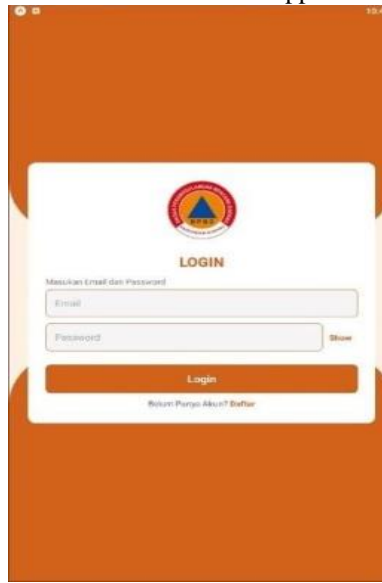 LOGIN
Masukan Email dan Password
Email
Password Show
Login
Belum Punya Akun? Daftar